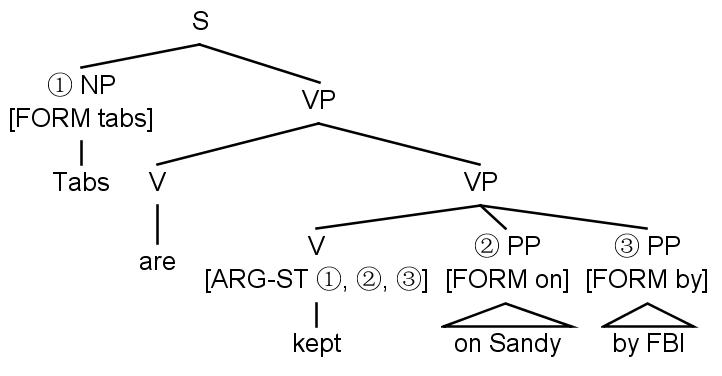 S
① NP
VP
[FORM tabs]
Tabs
V
VP
are
V
② PP
③ PP
[ARG-ST ①, ②, ③]
[FORM on]
[FORM by]
kept
on Sandy
by FBI